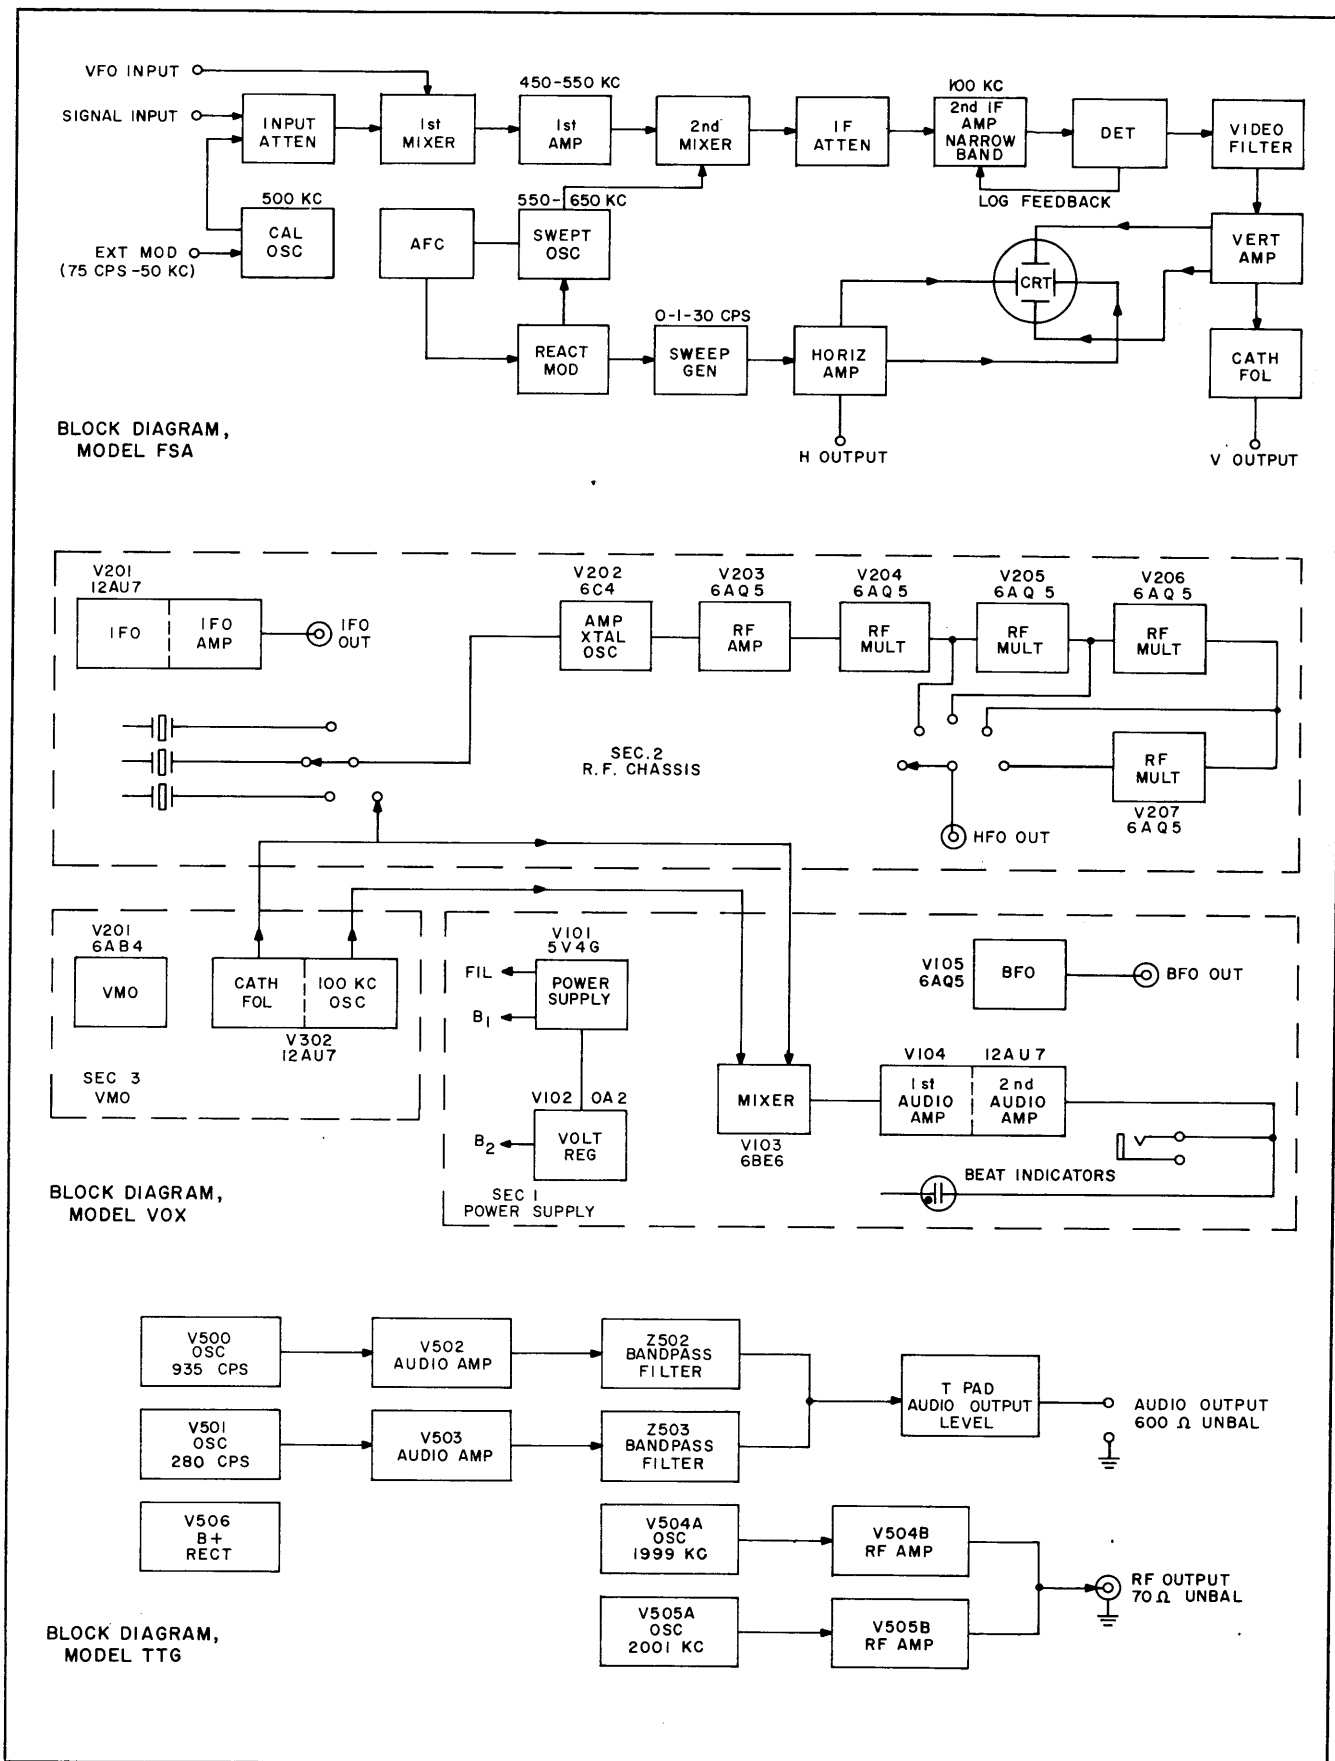 VFO INPUT
SIGNAL INPUT
INPUT
ATTEN
1st
MIXER
450-550 KC
1st
AMP
2nd
MIXER
IF
ATTEN
100 KC
2nd IF
AMP
NARROW
BAND
DET
VIDEO
FILTER
LOG FEEDBACK
500 KC
CAL
OSC
EXT MOD
(75 CPS-50 KC)
AFC
550-650 KC
SWEPT
OSC
CRT
VERT
AMP
REACT
MOD
0-1-30 CPS
SWEEP
GEN
HORIZ
AMP
CATH
FOL
H OUTPUT
V OUTPUT
BLOCK DIAGRAM,
MODEL FSA
V201
12AU7
IFO
IFO
AMP
IFO
OUT
V202
6C4
AMP
XTAL
OSC
V203
6AQ5
RF
AMP
V204
6AQ5
RF
MULT
V205
6AQ5
RF
MULT
V206
6AQ5
RF
MULT
SEC. 2
R.F. CHASSIS
RF
MULT
V207
6AQ5
HFO OUT
V201
6AB4
VMO
CATH
FOL
100 KC
OSC
V302
12AU7
SEC 3
VMO
V101
5V4G
FIL
B1
POWER
SUPPLY
V102 OA2
B2
VOLT
REG
SEC 1
POWER SUPPLY
MIXER
V103
6BE6
V105
6AQ5
BFO
BFO OUT
V104 12AU7
1st
AUDIO
AMP
2nd
AUDIO
AMP
BEAT INDICATORS
BLOCK DIAGRAM,
MODEL VOX
V500
OSC
935 CPS
V502
AUDIO AMP
Z502
BANDPASS
FILTER
V501
OSC
280 CPS
V503
AUDIO AMP
Z503
BANDPASS
FILTER
T PAD
AUDIO OUTPUT
LEVEL
AUDIO OUTPUT
600 Ω UNBAL
V506
B+
RECT
V504A
OSC
1999 KC
V504B
RF AMP
V505A
OSC
2001 KC
V505B
RF AMP
RF OUTPUT
70 Ω UNBAL
BLOCK DIAGRAM,
MODEL TTG